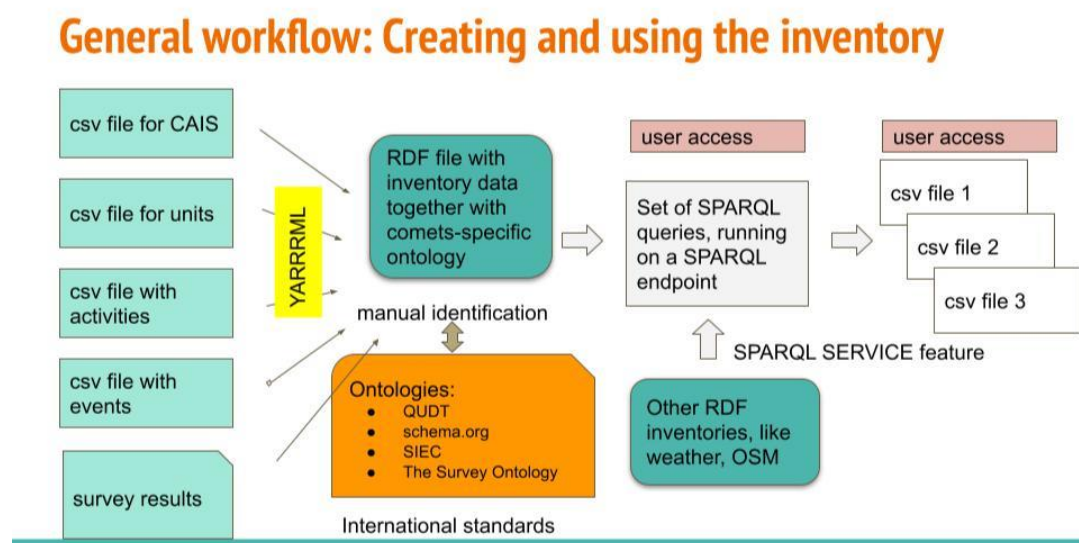 General workflow: Creating and using the inventory
csv file for CAIS
csv file for units
csv file with
activities
csv file with
events
survey results
YARRRML
RDF file with
inventory data
together with
comets-specific
ontology
manual identification
Ontologies:
● QUDT
● schema.org
● SIEC
● The Survey Ontology
International standards
user access
Set of SPARQL
queries, running
on a SPARQL
endpoint
SPARQL SERVICE feature
Other RDF
inventories, like
weather, OSM
user access
csv file 1
csv file 2
csv file 3